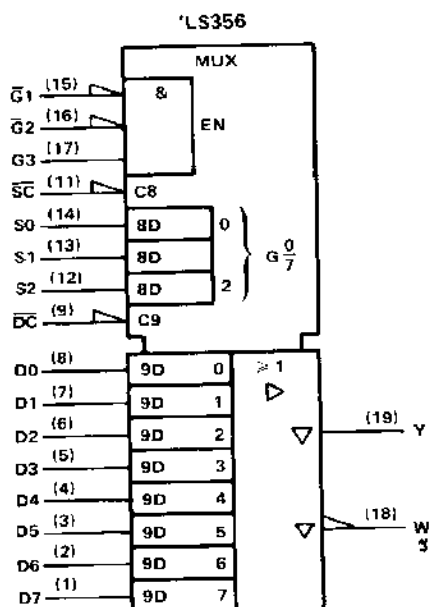 'LS356
MUX
G̅1 (15) &
G̅2 (16) EN
G3 (17)
S̅C̅ (11) C8
S0 (14) 8D 0
S1 (13) 8D G 0/7
S2 (12) 8D 2
D̅C̅ (9) C9
D0 (8) 9D 0 ≥1
D1 (7) 9D 1
D2 (6) 9D 2 (19) Y
D3 (5) 9D 3
D4 (4) 9D 4
D5 (3) 9D 5 (18) W
D6 (2) 9D 6
D7 (1) 9D 7